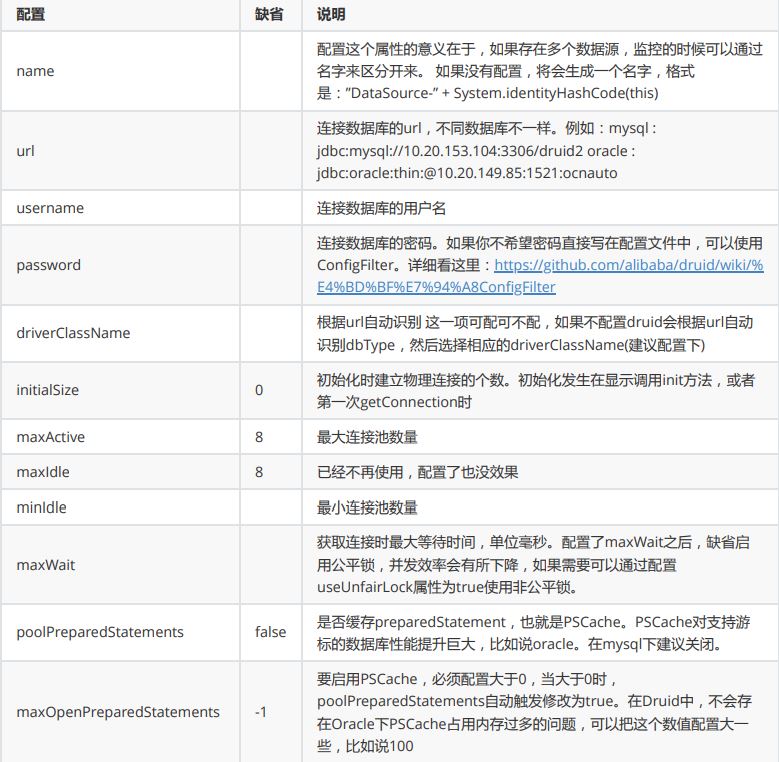 配置 缺省 说明
配置这个属性的意义在于，如果存在多个数据源，监控的时候可以通过
name
名字来区分开来。 如果没有配置，将会生成一个名字，格式
是：”DataSource-” + System.identityHashCode(this)
连接数据库的url，不同数据库不一样。例如：mysql :
url
jdbc:mysql://10.20.153.104:3306/druid2 oracle :
jdbc:oracle:thin:@10.20.149.85:1521:ocnauto
username 连接数据库的用户名
连接数据库的密码。如果你不希望密码直接写在配置文件中，可以使用
password
ConfigFilter。详细看这里：https://github.com/alibaba/druid/wiki/%
E4%BD%BF%E7%94%A8ConfigFilter
driverClassName
根据url自动识别 这一项可配可不配，如果不配置druid会根据url自动
识别dbType，然后选择相应的driverClassName(建议配置下)
initialSize 0
初始化时建立物理连接的个数。初始化发生在显示调用init方法，或者
第一次getConnection时
maxActive 8 最大连接池数量
maxIdle 8 已经不再使用，配置了也没效果
minIdle 最小连接池数量
获取连接时最大等待时间，单位毫秒。配置了maxWait之后，缺省启
maxWait
用公平锁，并发效率会有所下降，如果需要可以通过配置
useUnfairLock属性为true使用非公平锁。
poolPreparedStatements false
是否缓存preparedStatement，也就是PSCache。PSCache对支持游
标的数据库性能提升巨大，比如说oracle。在mysql下建议关闭。
要启用PSCache，必须配置大于0，当大于0时，
maxOpenPreparedStatements -1
poolPreparedStatements自动触发修改为true。在Druid中，不会存
在Oracle下PSCache占用内存过多的问题，可以把这个数值配置大一
些，比如说100